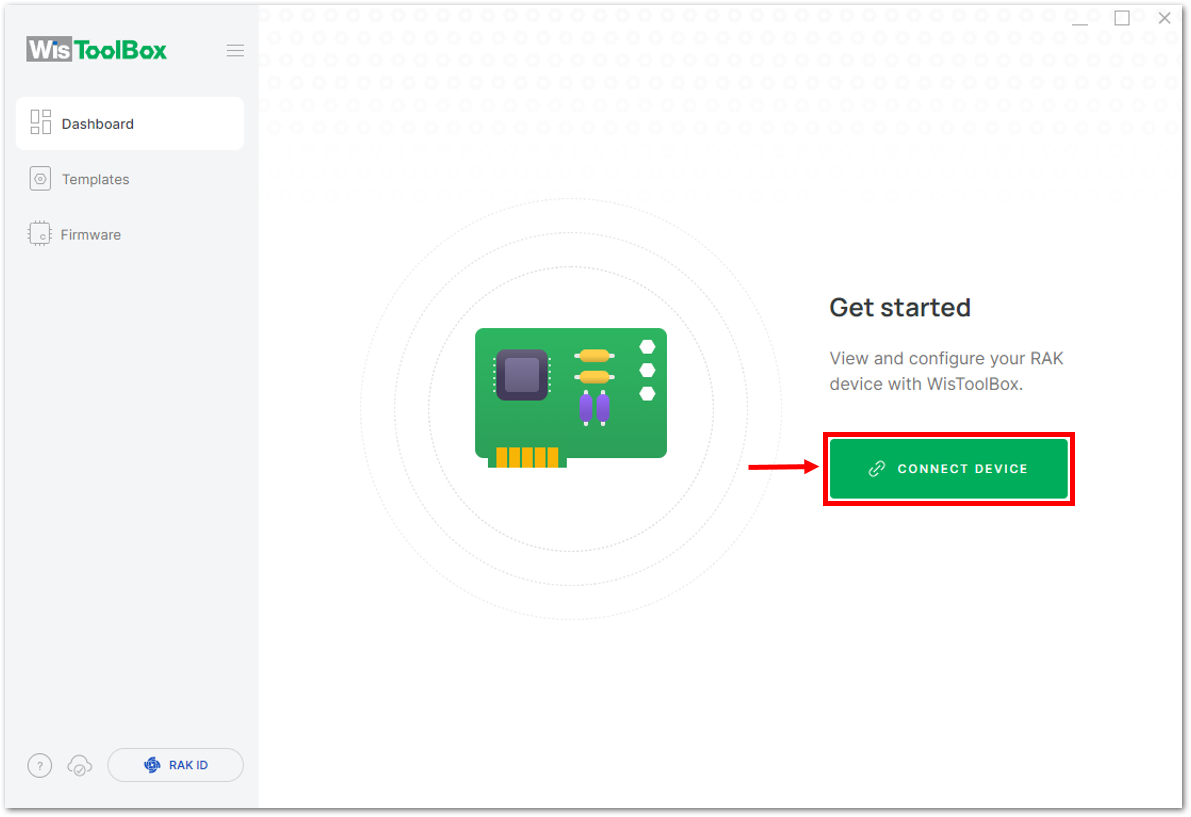 WisToolBox
Dashboard
Templates
Firmware
Get started
View and configure your RAK
device with WisToolBox.
CONNECT DEVICE
?
RAK ID